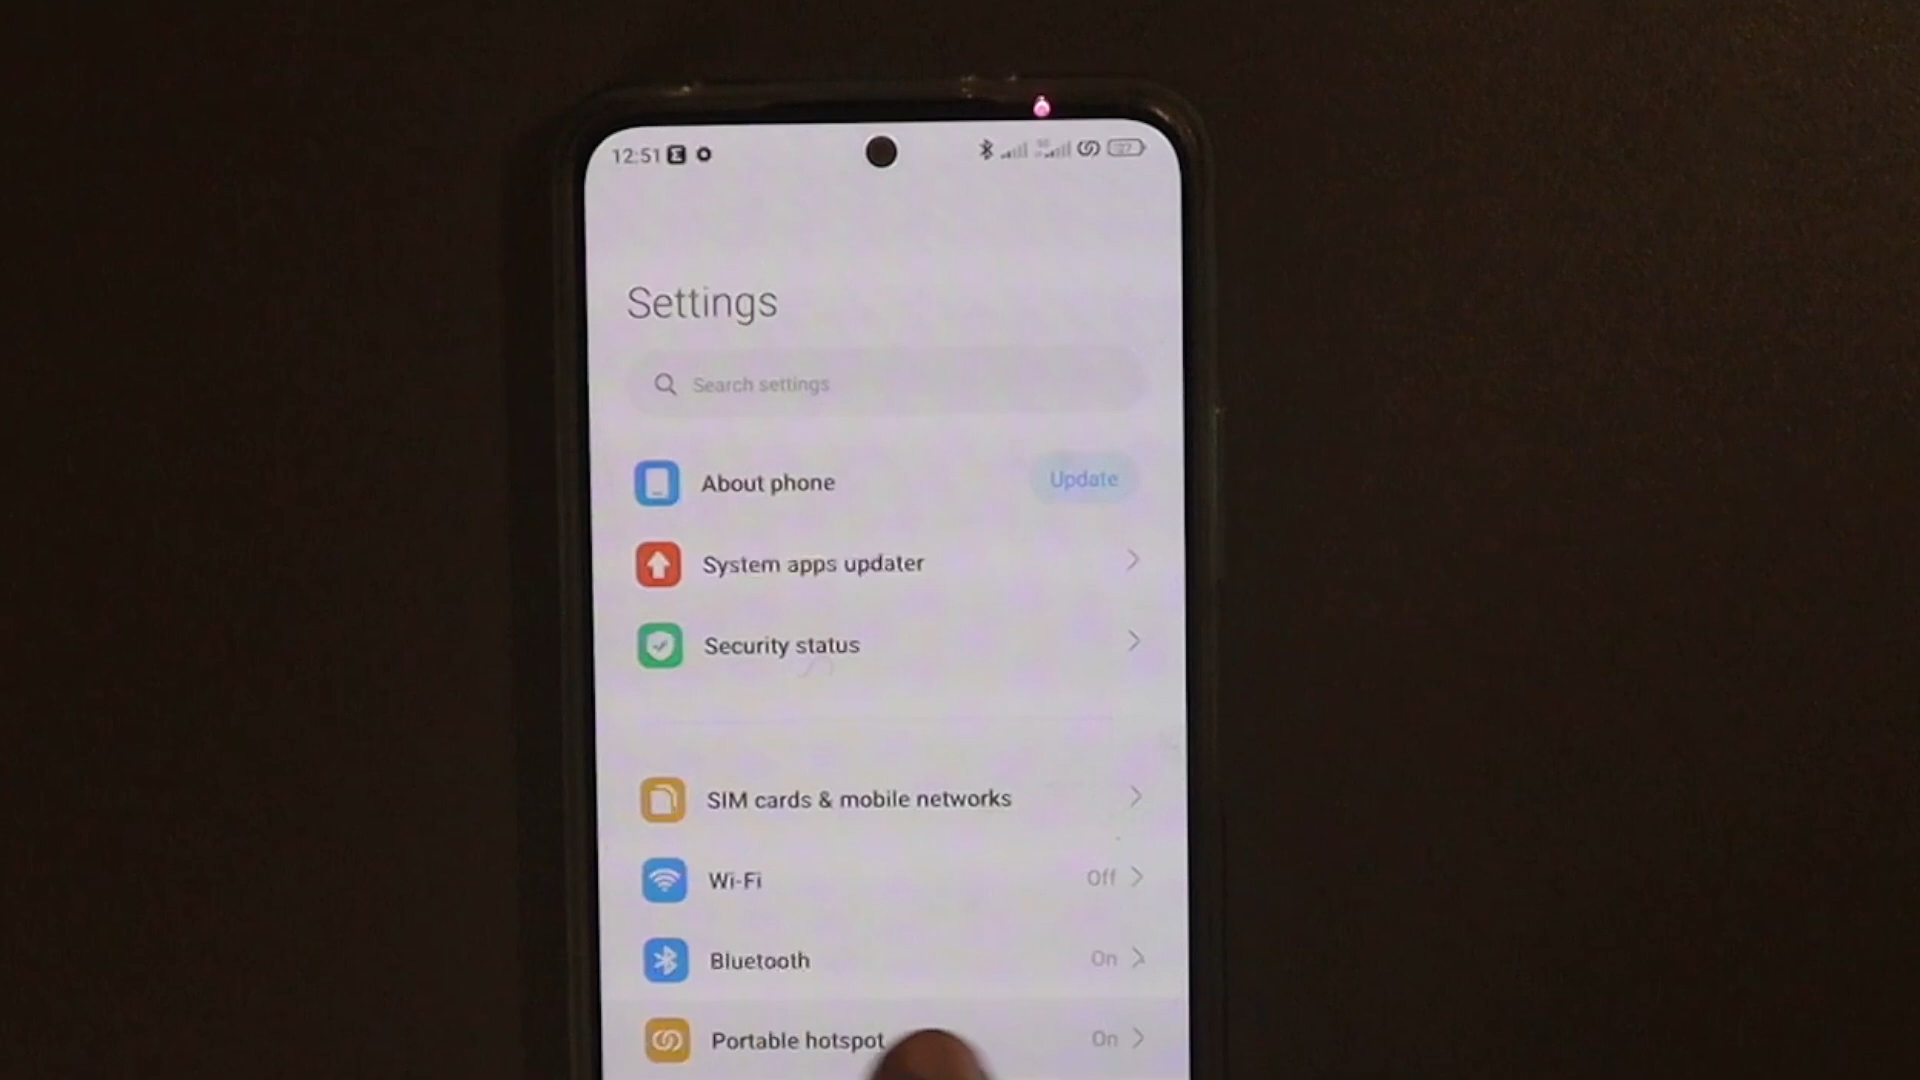 12:51
Settings
Search settings
About phone
Update
System apps updater
Security status
SIM cards & mobile networks
Wi-Fi
Off
Bluetooth
On
Portable hotspot
On